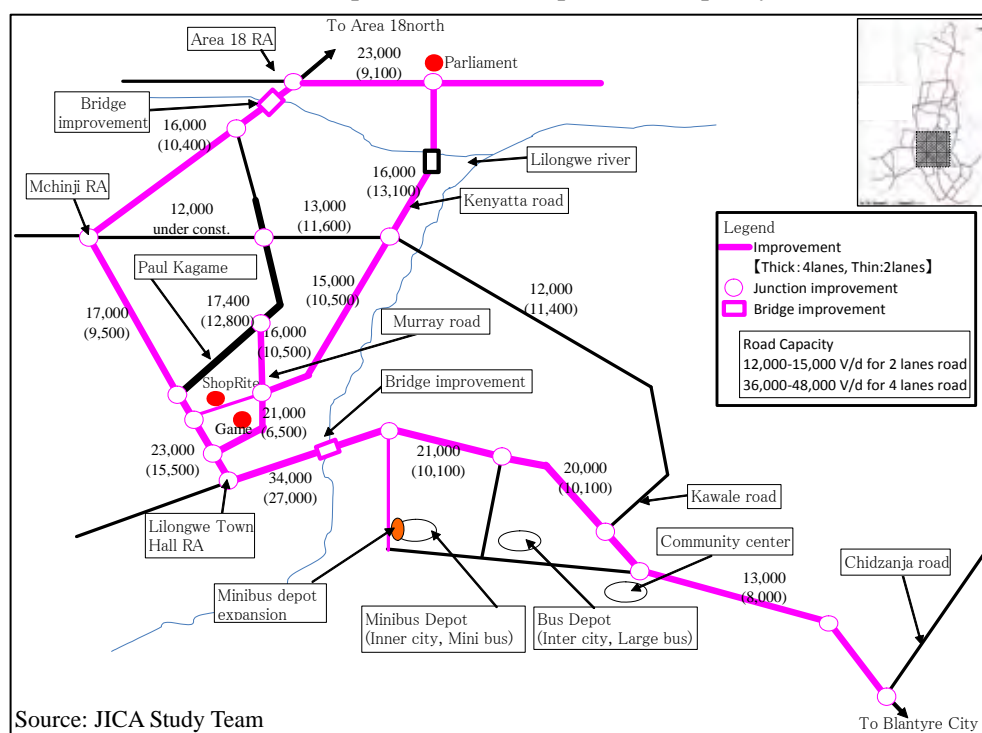 To Area 18north
Area 18 RA
23,000
(9,100)
Parliament
Bridge
improvement
16,000
(10,400)
Lilongwe river
16,000
(13,100)
Mchinji RA
Kenyatta road
12,000
under const.
13,000
(11,600)
Legend
Improvement
【Thick: 4lanes, Thin:2lanes】
Junction improvement
Bridge improvement
Road Capacity
12,000-15,000 V/d for 2 lanes road
36,000-48,000 V/d for 4 lanes road
Paul Kagame
15,000
(10,500)
12,000
(11,400)
17,000
(9,500)
17,400
(12,800)
16,000
(10,500)
Murray road
ShopRite
Bridge improvement
Game
21,000
(6,500)
23,000
(15,500)
34,000
(27,000)
21,000
(10,100)
20,000
(10,100)
Kawale road
Lilongwe Town
Hall RA
Community center
Chidzanja road
13,000
(8,000)
Minibus depot
expansion
Minibus Depot
(Inner city, Mini bus)
Bus Depot
(Inter city, Large bus)
Source: JICA Study Team
To Blantyre City